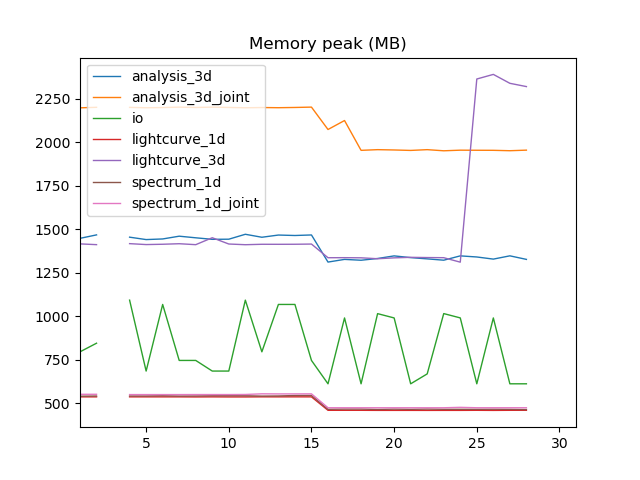 Memory peak (MB)
analysis_3d
analysis_3d_joint
io
lightcurve_1d
lightcurve_3d
spectrum_1d
spectrum_1d_joint
2250
2000
1750
1500
1250
1000
750
500
5 10 15 20 25 30